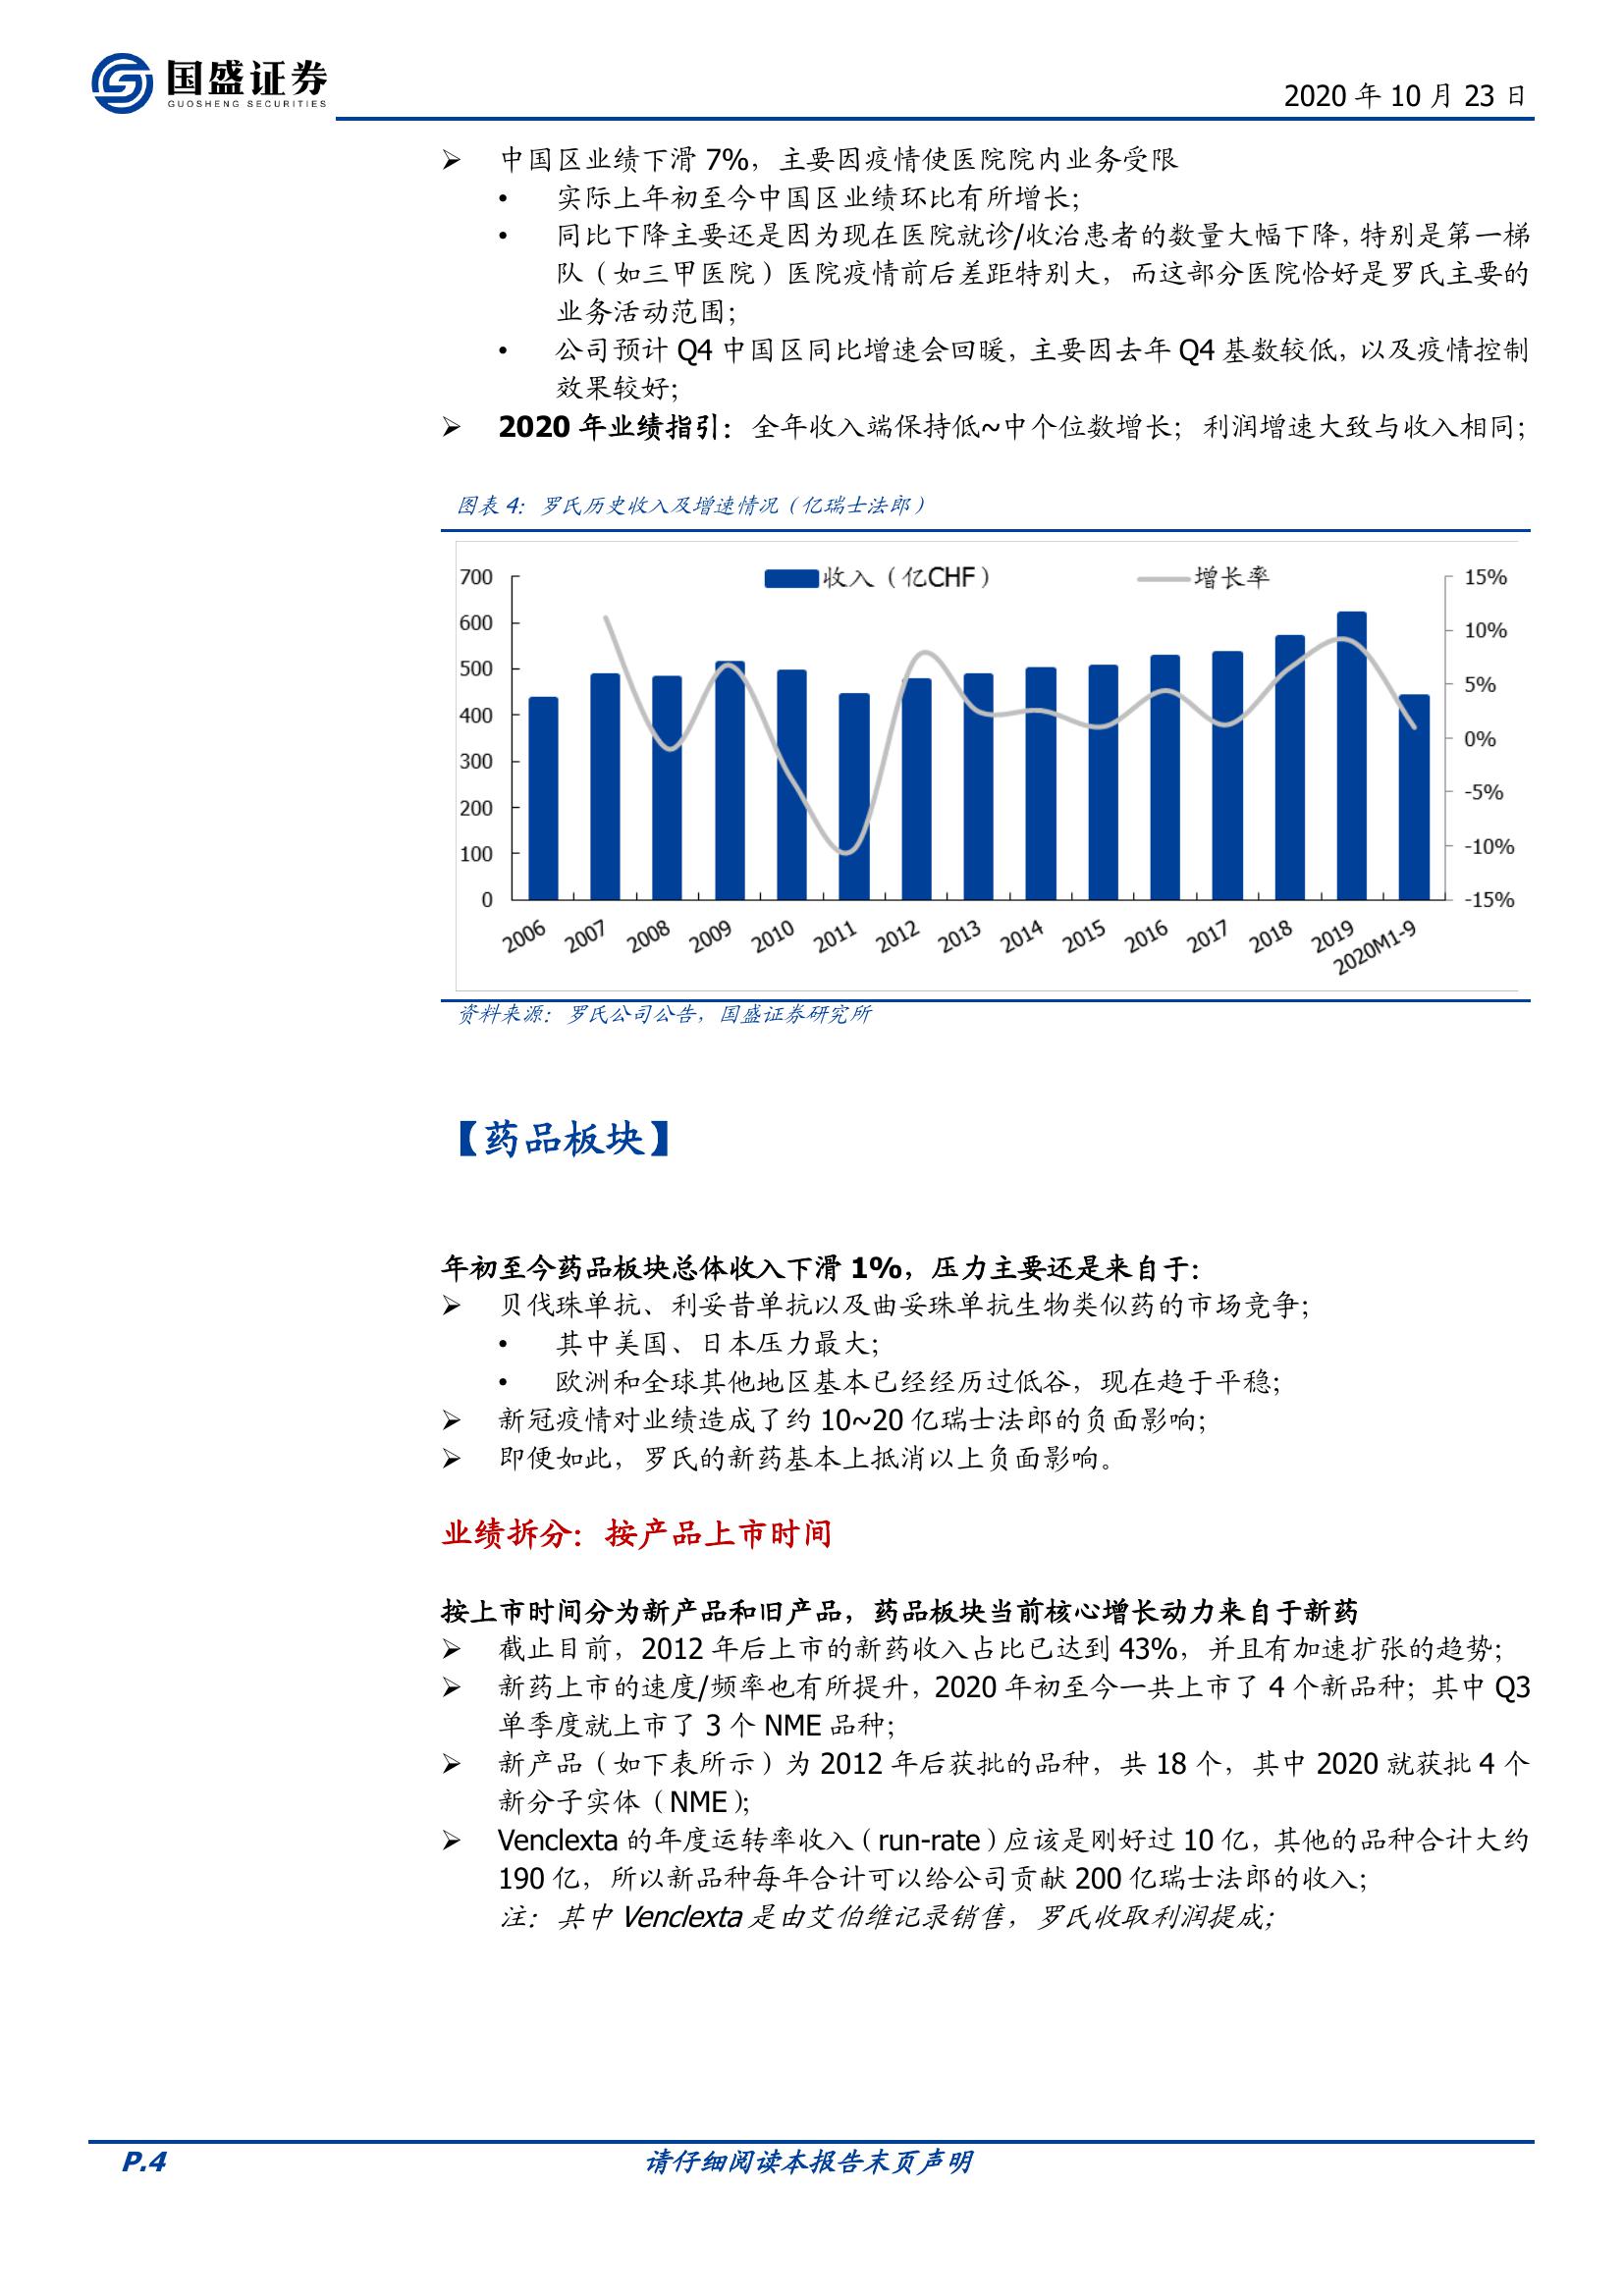 国盛证券
GUOSHENG SECURITIES
2020 年 10 月 23 日
➢ 中国区业绩下滑 7%，主要因疫情使医院院内业务受限
• 实际上年初至今中国区业绩环比有所增长；
• 同比下降主要还是因为现在医院就诊/收治患者的数量大幅下降，特别是第一梯
队（如三甲医院）医院疫情前后差距特别大，而这部分医院恰好是罗氏主要的
业务活动范围；
• 公司预计 Q4 中国区同比增速会回暖，主要因去年 Q4 基数较低，以及疫情控制
效果较好；
➢ 2020 年业绩指引：全年收入端保持低~中个位数增长；利润增速大致与收入相同；
图表 4：罗氏历史收入及增速情况（亿瑞士法郎）
收入（亿CHF） 增长率
700 15%
600 10%
500 5%
400 0%
300 -5%
200 -10%
100 -15%
0
2006 2007 2008 2009 2010 2011 2012 2013 2014 2015 2016 2017 2018 2019 2020M1-9
资料来源：罗氏公司公告，国盛证券研究所
【药品板块】
年初至今药品板块总体收入下滑 1%，压力主要还是来自于：
➢ 贝伐珠单抗、利妥昔单抗以及曲妥珠单抗生物类似药的市场竞争；
• 其中美国、日本压力最大；
• 欧洲和全球其他地区基本已经经历过低谷，现在趋于平稳；
➢ 新冠疫情对业绩造成了约 10~20 亿瑞士法郎的负面影响；
➢ 即便如此，罗氏的新药基本上抵消以上负面影响。
业绩拆分：按产品上市时间
按上市时间分为新产品和旧产品，药品板块当前核心增长动力来自于新药
➢ 截止目前，2012 年后上市的新药收入占比已达到 43%，并且有加速扩张的趋势；
➢ 新药上市的速度/频率也有所提升，2020 年初至今一共上市了 4 个新品种；其中 Q3
单季度就上市了 3 个 NME 品种；
➢ 新产品（如下表所示）为 2012 年后获批的品种，共 18 个，其中 2020 就获批 4 个
新分子实体（NME）；
➢ Venclexta 的年度运转率收入（run-rate）应该是刚好过 10 亿，其他的品种合计大约
190 亿，所以新品种每年合计可以给公司贡献 200 亿瑞士法郎的收入；
注：其中 Venclexta 是由艾伯维记录销售，罗氏收取利润提成；
P.4 请仔细阅读本报告末页声明